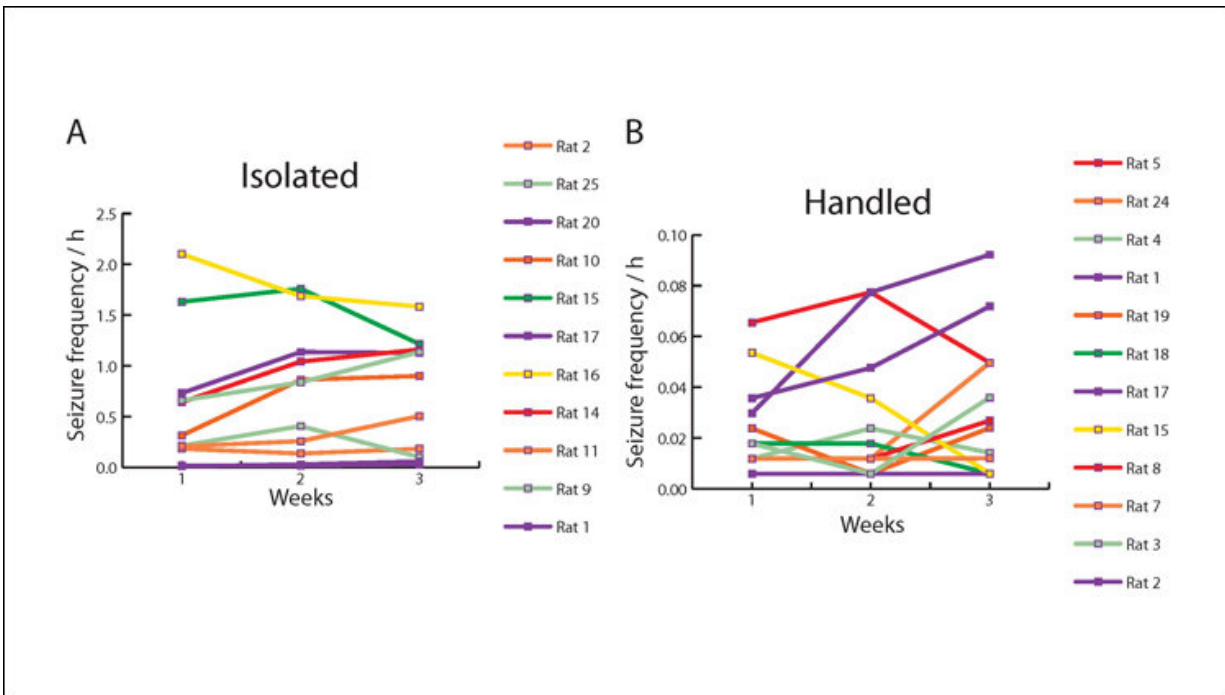 A
Isolated
Seizure frequency / h
2.5
2.0
1.5
1.0
0.5
0.0
1 2 3
Weeks
Rat 2
Rat 25
Rat 20
Rat 10
Rat 15
Rat 17
Rat 16
Rat 14
Rat 11
Rat 9
Rat 1
B
Handled
Seizure frequency / h
0.10
0.08
0.06
0.04
0.02
0.00
1 2 3
Weeks
Rat 5
Rat 24
Rat 4
Rat 1
Rat 19
Rat 18
Rat 17
Rat 15
Rat 8
Rat 7
Rat 3
Rat 2